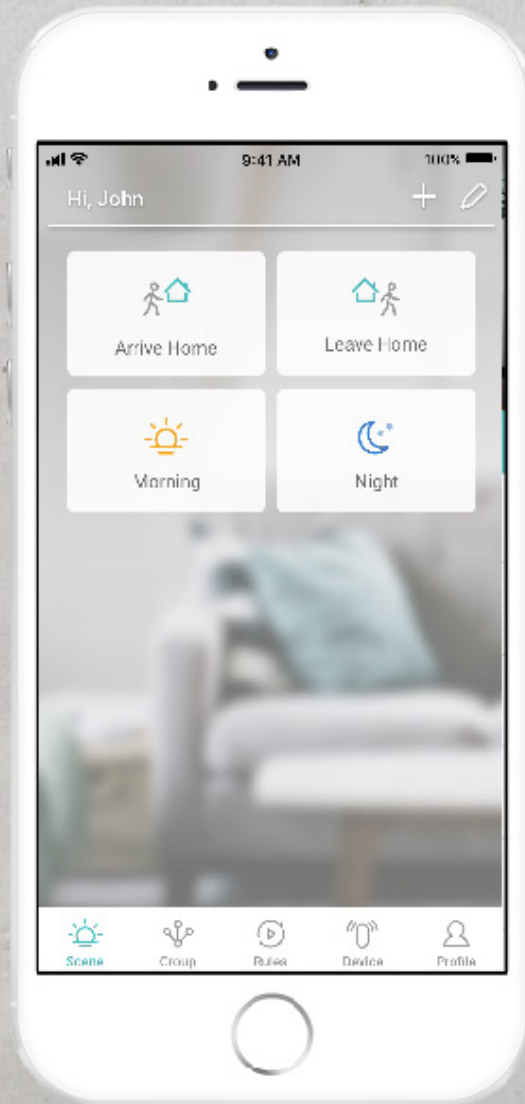 9:41 AM 100%
Hi, John
Arrive Home Leave Home
Morning Night
Scene Group Rules Device Profile